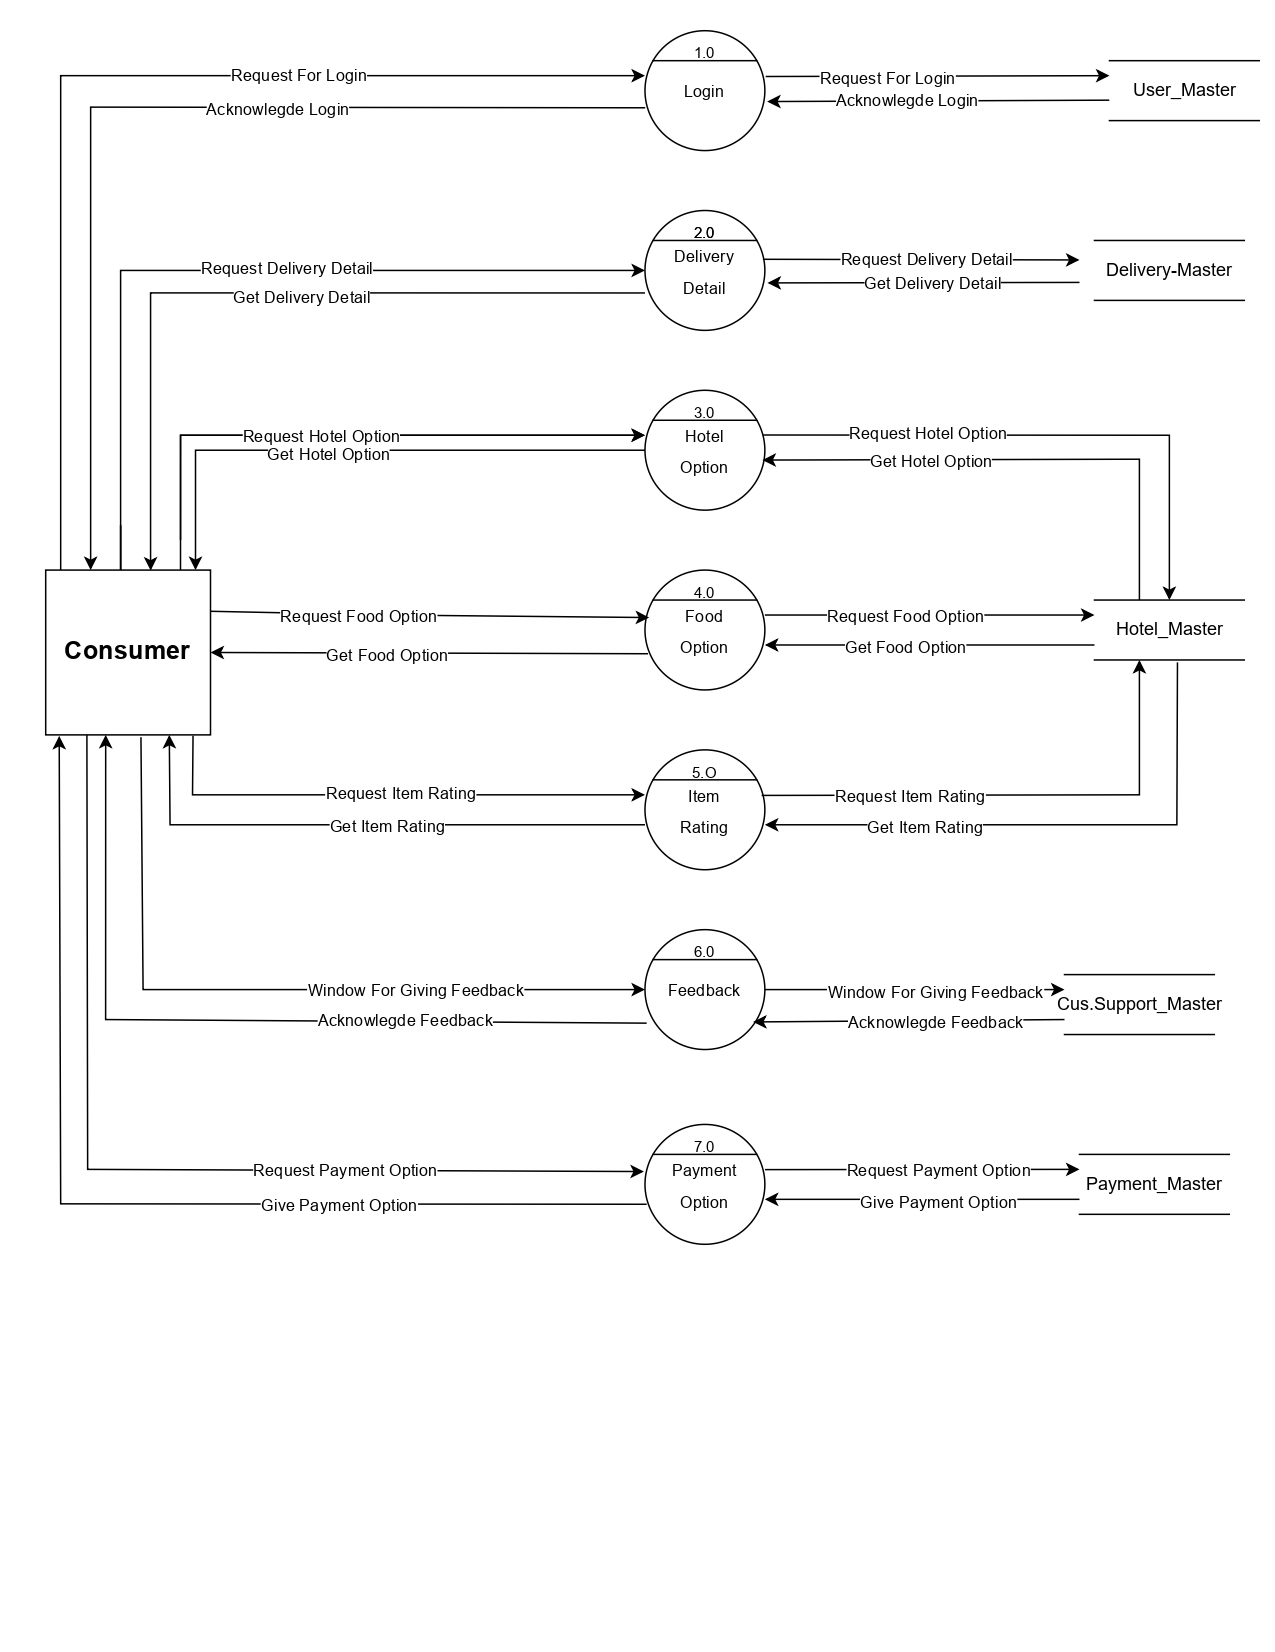 1.0
Request For Login
Request For Login
Login
User_Master
Acknowlegde Login
Acknowlegde Login
2.0
Delivery
Request Delivery Detail
Request Delivery Detail
Delivery-Master
Detail
Get Delivery Detail
Get Delivery Detail
3.0
Hotel
Request Hotel Option
Request Hotel Option
Get Hotel Option
Get Hotel Option
Option
4.0
Food
Request Food Option
Request Food Option
Hotel_Master
Consumer
Option
Get Food Option
Get Food Option
5.O
Item
Request Item Rating
Request Item Rating
Rating
Get Item Rating
Get Item Rating
6.0
Feedback
Window For Giving Feedback
Window For Giving Feedback
Cus.Support_Master
Acknowlegde Feedback
Acknowlegde Feedback
7.0
Payment
Request Payment Option
Request Payment Option
Payment_Master
Option
Give Payment Option
Give Payment Option